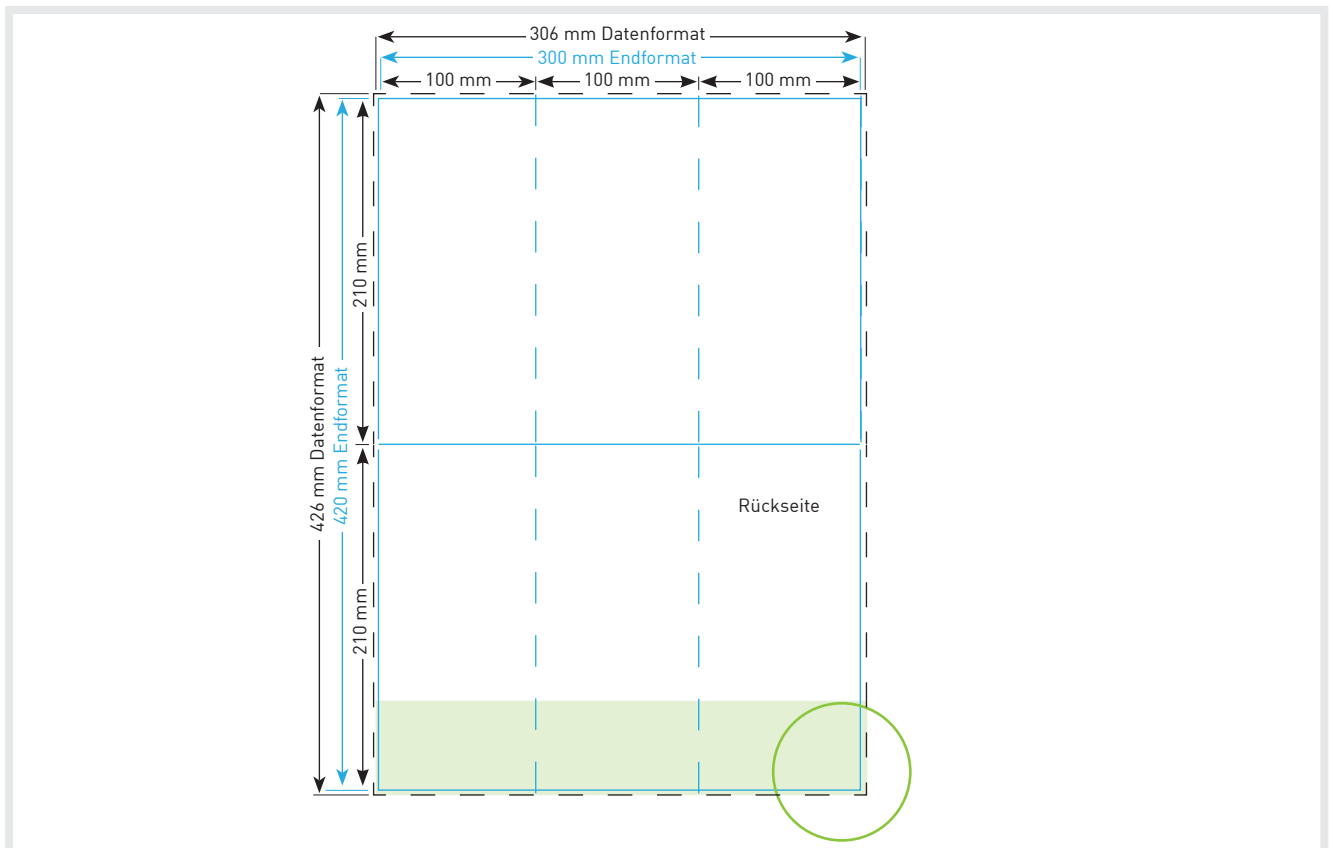 306 mm Datenformat
300 mm Endformat
100 mm
100 mm
100 mm
426 mm Datenformat
420 mm Endformat
210 mm
210 mm
Rückseite